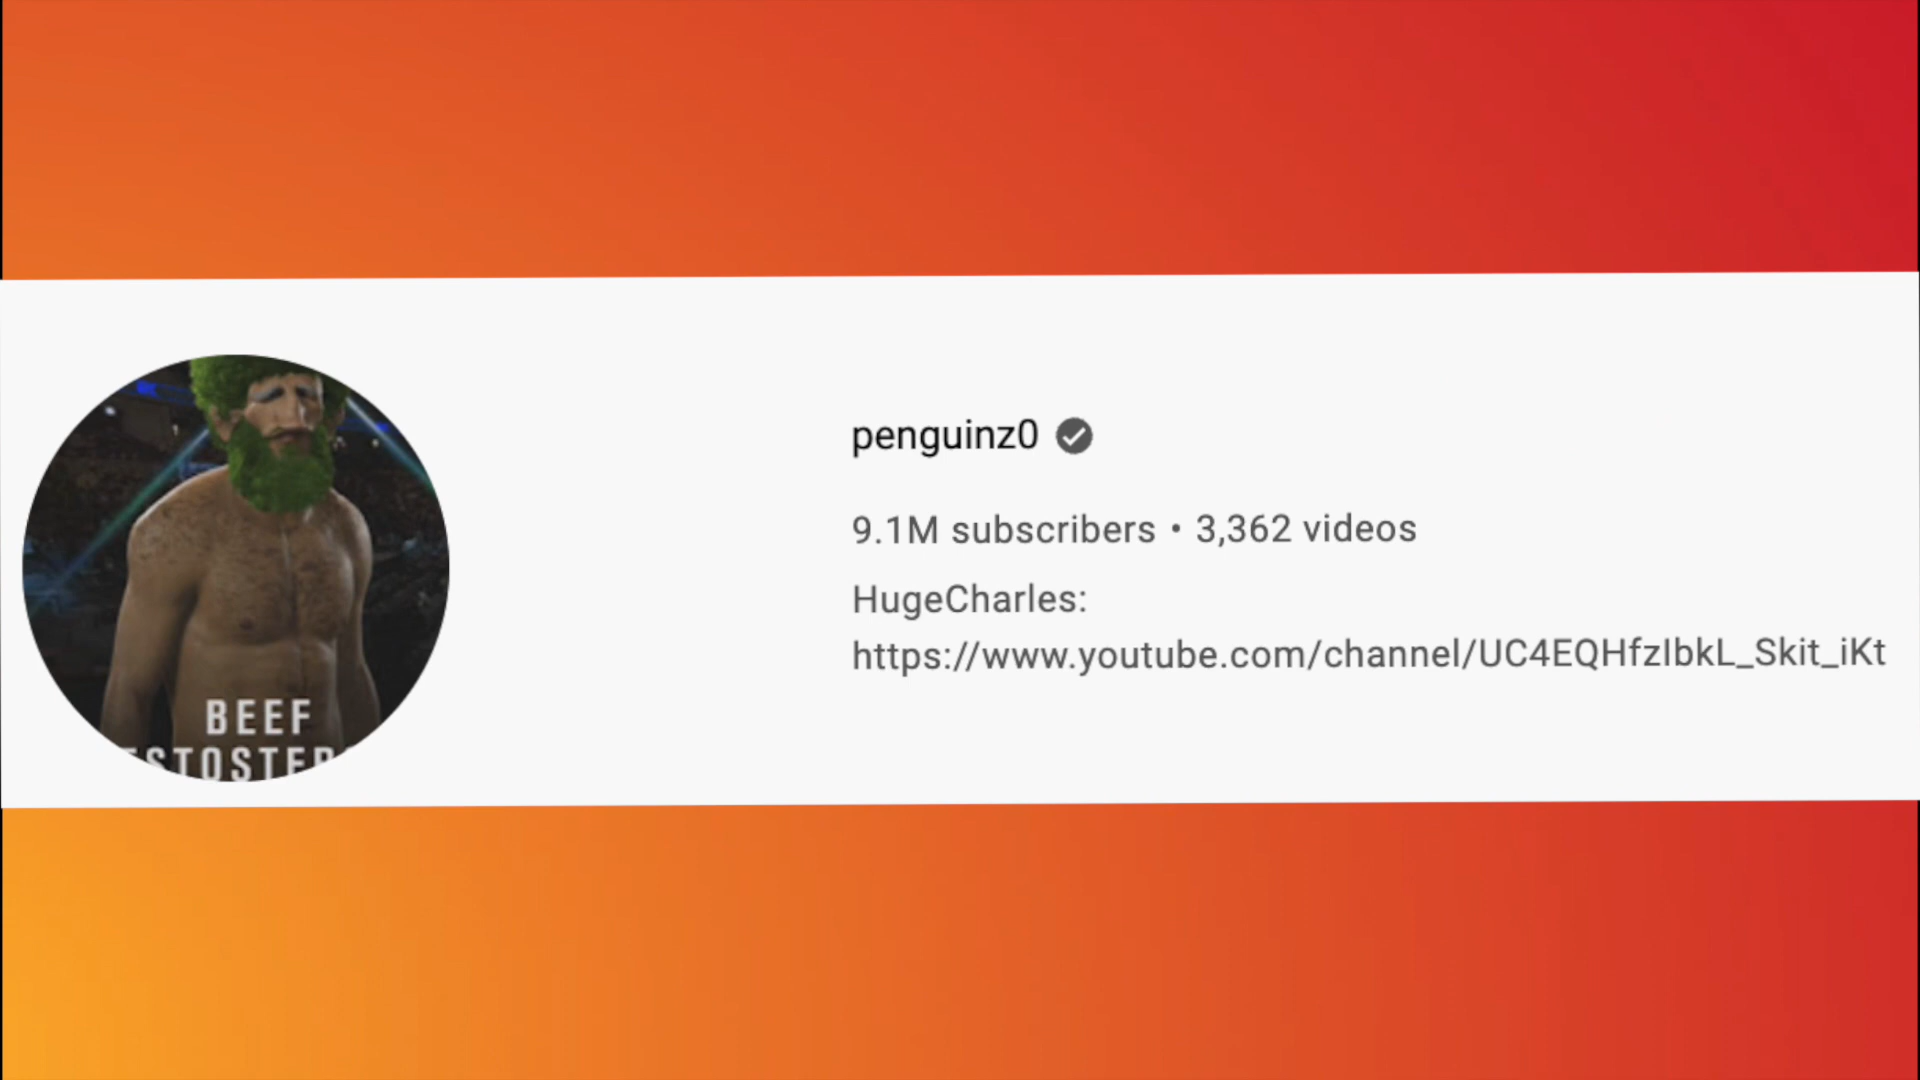 penguinz0
9.1M subscribers • 3,362 videos
HugeCharles:
https://www.youtube.com/channel/UC4EQHfzIbkL_Skit_iKt
BEEF